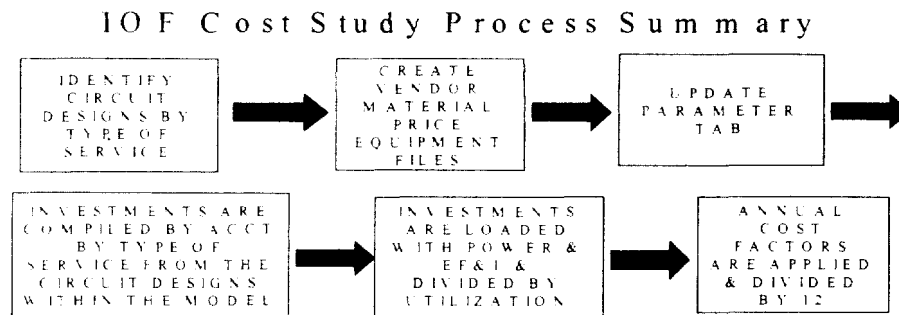 IOF Cost Study Process Summary
IDENTIFY
CIRCUIT
DESIGNS BY
TYPE OF
SERVICE
CREATE
VENDOR
MATERIAL
PRICE
EQUIPMENT
FILES
UPDATE
PARAMETER
TAB
INVESTMENTS ARE
COMPILED BY ACCT
BY TYPE OF
SERVICE FROM THE
CIRCUIT DESIGNS
WITHIN THE MODEL
INVESTMENTS
ARE LOADED
WITH POWER &
EF&I &
DIVIDED BY
UTILIZATION
ANNUAL
COST
FACTORS
ARE APPLIED
& DIVIDED
BY 12